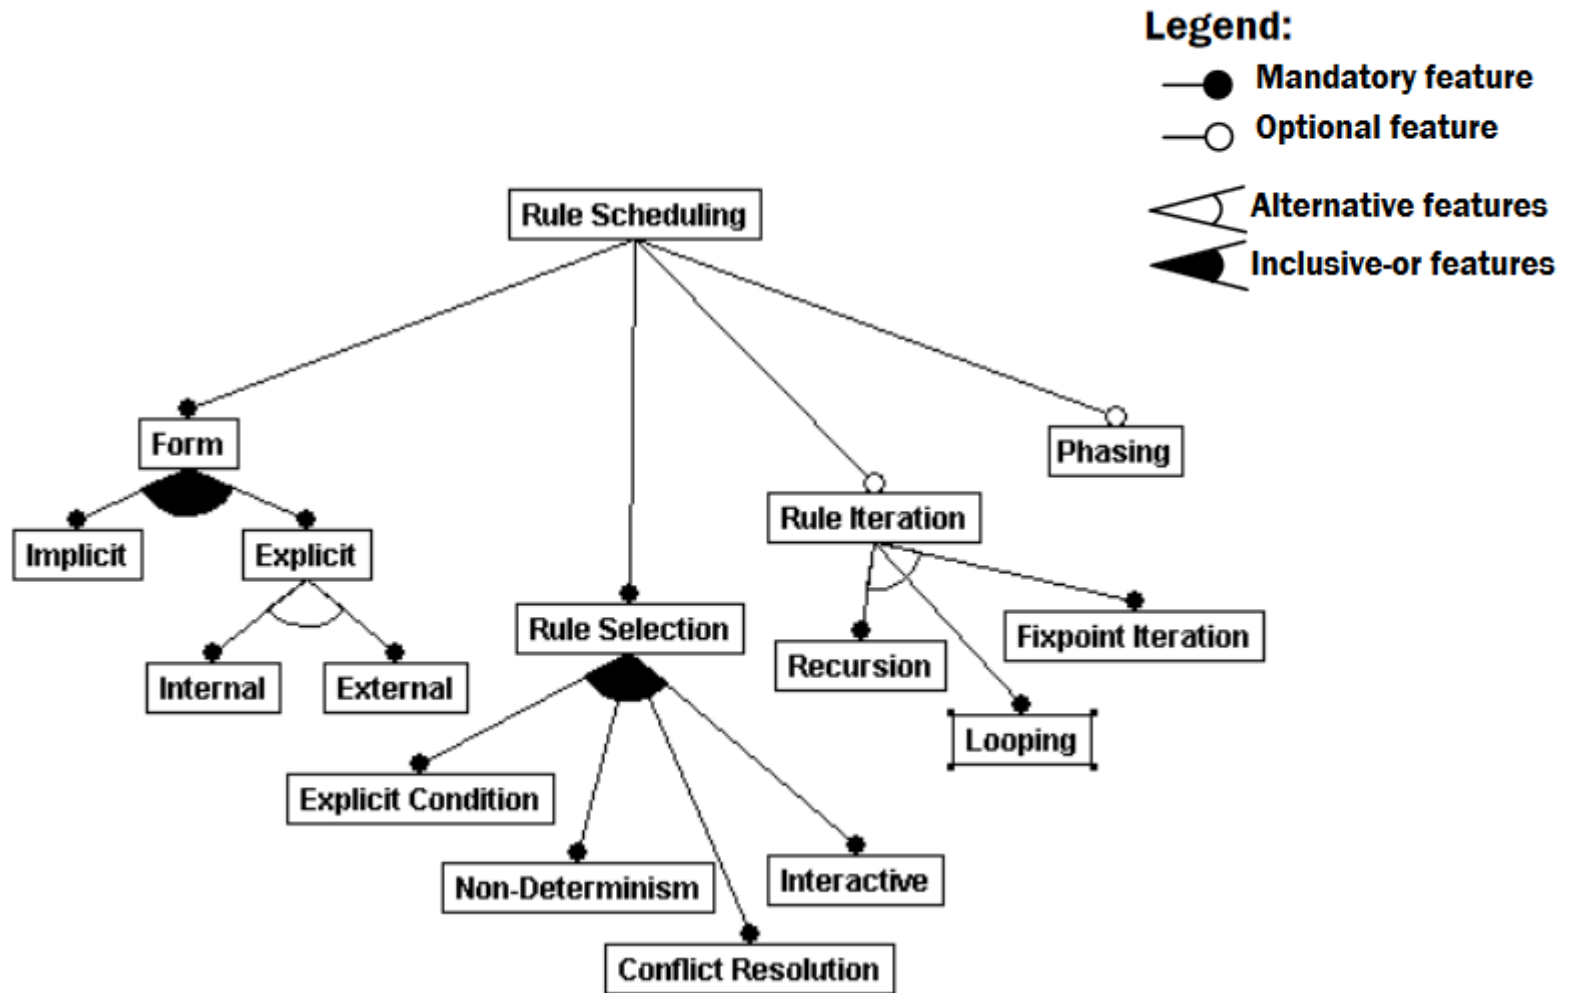 Legend:
Mandatory feature
Optional feature
Alternative features
Inclusive-or features
Rule Scheduling
Form
Phasing
Rule Iteration
Implicit
Explicit
Rule Selection
Fixpoint Iteration
Recursion
Internal
External
Looping
Explicit Condition
Interactive
Non-Determinism
Conflict Resolution